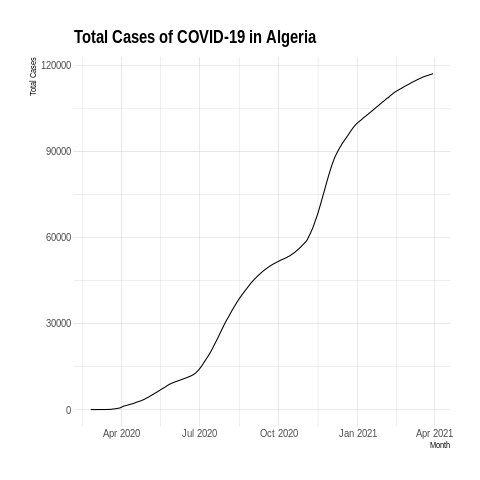 Total Cases of COVID-19 in Algeria
Total Cases
120000
90000
60000
30000
0
Apr 2020 Jul 2020 Oct 2020 Jan 2021 Apr 2021
Month